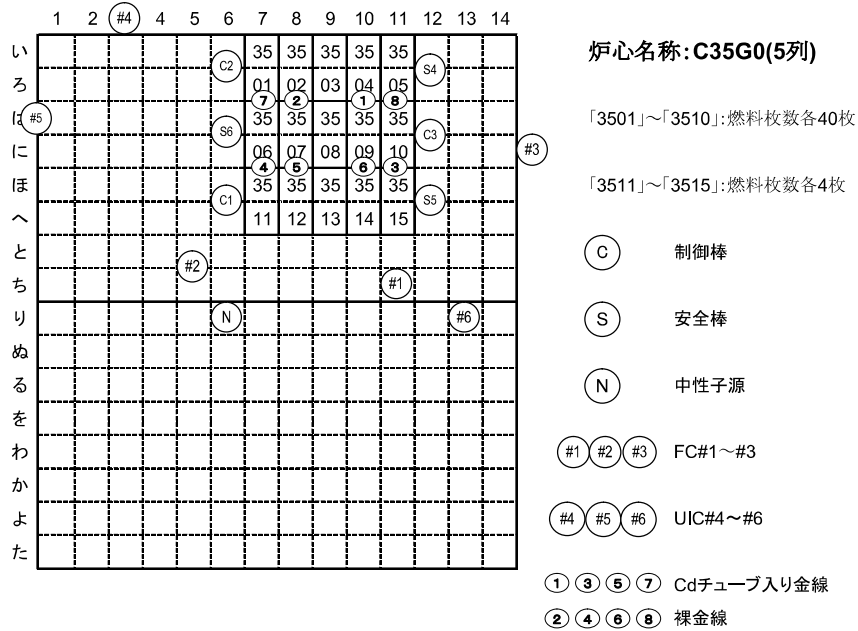 1 2 #4 4 5 6 7 8 9 10 11 12 13 14
い 35 35 35 35 35
C2 S4
ろ 01 02 03 04 05
⑦ ② ① ⑧
#5 は 35 35 35 35 35
S6 C3
に 06 07 08 09 10 #3
④ ⑤ ⑥ ③
ほ 35 35 35 35 35
C1 S5
へ 11 12 13 14 15
と
#2
ち #1
り N #6
ぬ
る
を
わ
か
よ
た
炉心名称:C35G0(5列)
「3501」～「3510」:燃料枚数各40枚
「3511」～「3515」:燃料枚数各4枚
C 制御棒
S 安全棒
N 中性子源
#1 #2 #3 FC#1～#3
#4 #5 #6 UIC#4～#6
① ③ ⑤ ⑦ Cdチューブ入り金線
② ④ ⑥ ⑧ 裸金線